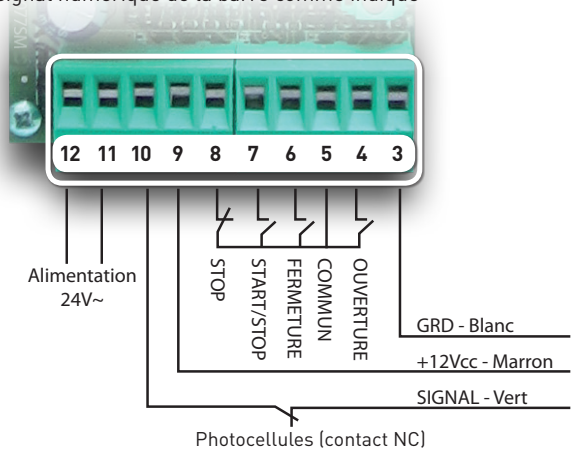 signal numérique de la barre comme indiqué
12 11 10 9 8 7 6 5 4 3
Alimentation
24V~
STOP
START/STOP
FERMETURE
COMMUN
OUVERTURE
GRD - Blanc
+12Vcc - Marron
SIGNAL - Vert
Photocellules (contact NC)